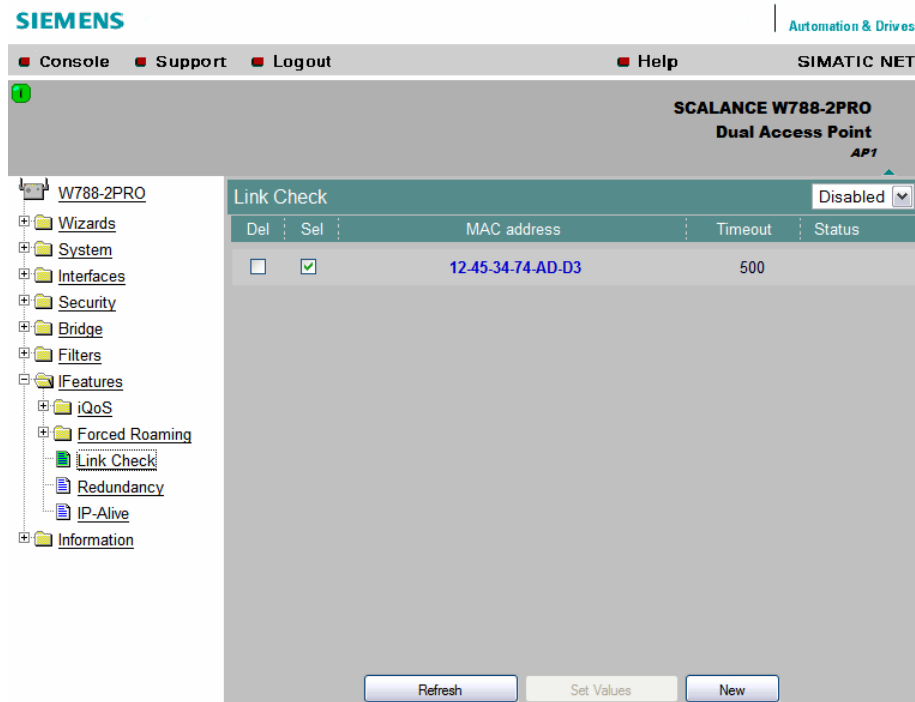 SIEMENS
Automation & Drives
Console Support Logout Help SIMATIC NET
SCALANCE W788-2PRO
Dual Access Point
AP1
W788-2PRO
Wizards
System
Interfaces
Security
Bridge
Filters
IFeatures
iQoS
Forced Roaming
Link Check
Redundancy
IP-Alive
Information
Link Check Disabled
Del Sel MAC address Timeout Status
12-45-34-74-AD-D3 500
Refresh Set Values New